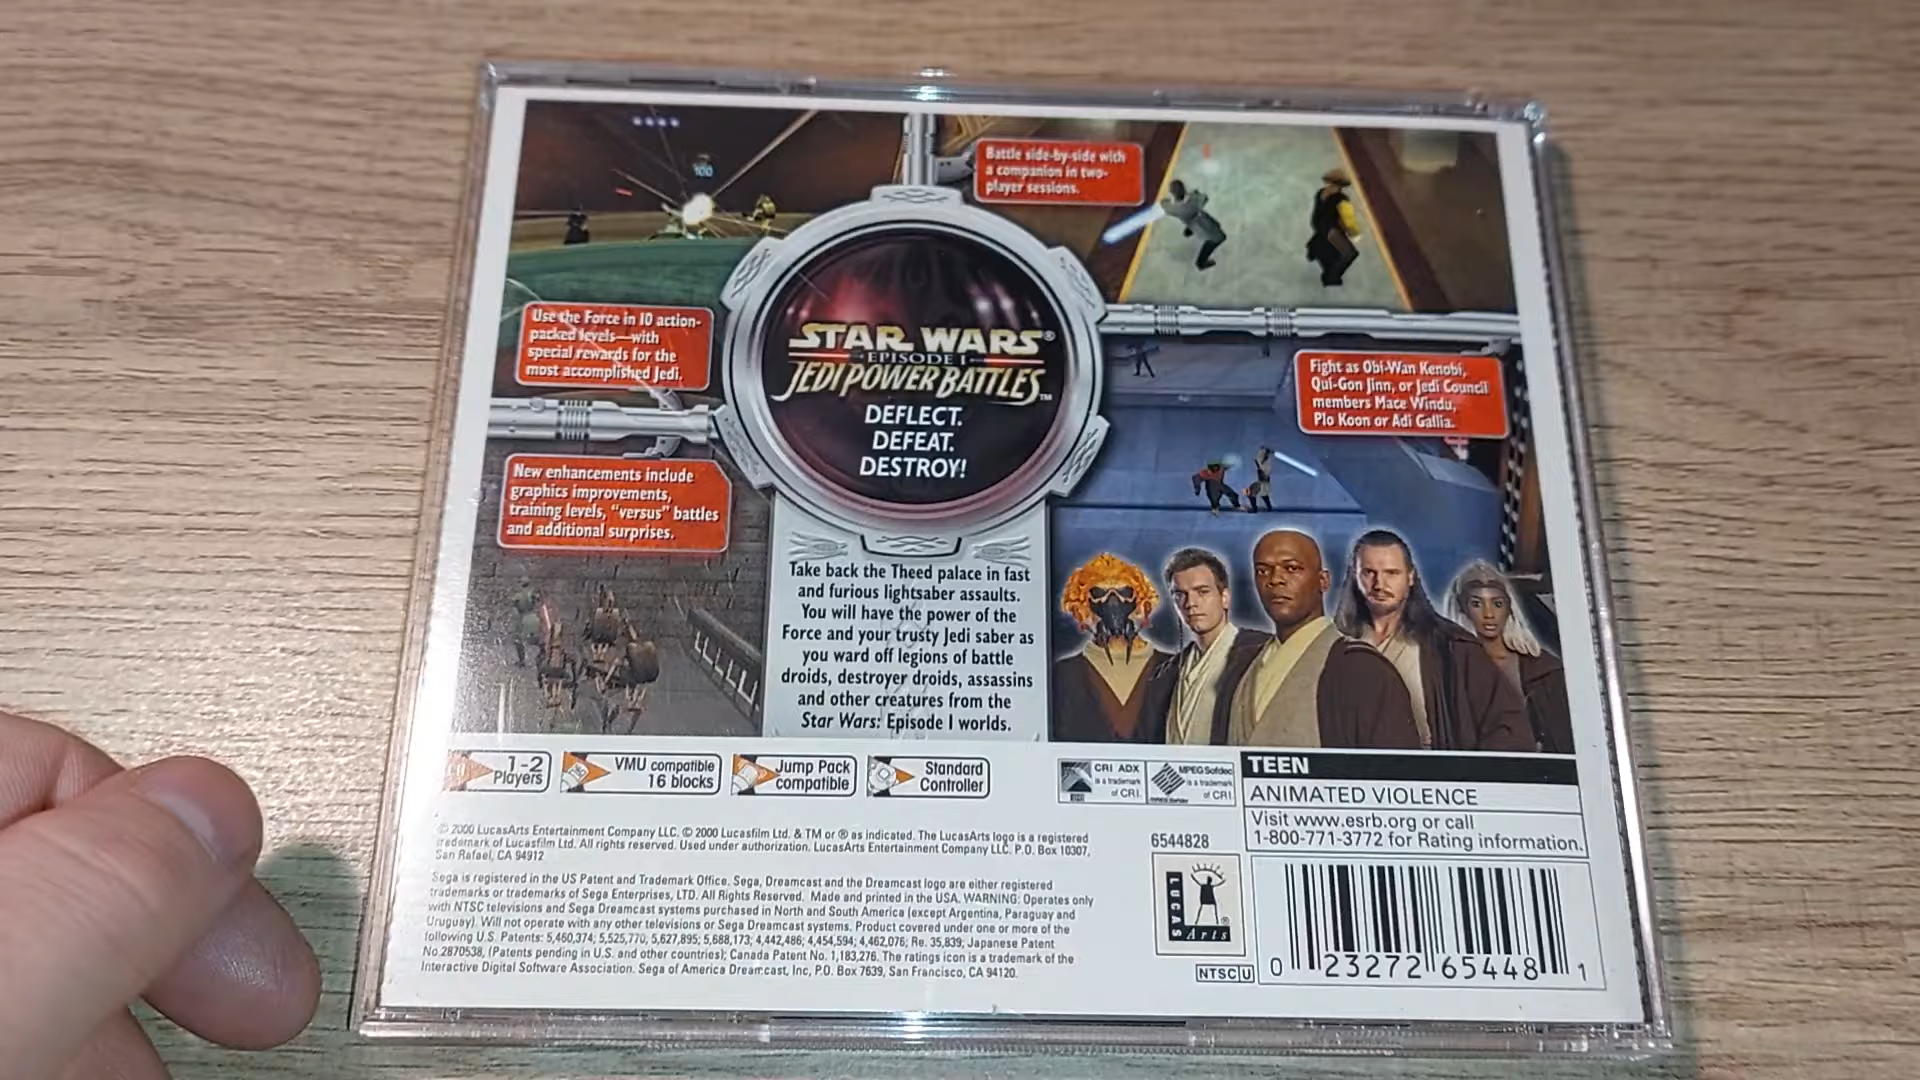 100
Battle side-by-side with
a companion in two-
player sessions.
Use the Force in 10 action-
packed levels—with
special rewards for the
most accomplished Jedi.
STAR WARS®
EPISODE I
JEDI POWER BATTLES™
DEFLECT.
DEFEAT.
DESTROY!
Fight as Obi-Wan Kenobi,
Qui-Gon Jinn, or Jedi Council
members Mace Windu,
Plo Koon or Adi Gallia.
New enhancements include
graphics improvements,
training levels, "versus" battles
and additional surprises.
Take back the Theed palace in fast
and furious lightsaber assaults.
You will have the power of the
Force and your trusty Jedi saber as
you ward off legions of battle
droids, destroyer droids, assassins
and other creatures from the
Star Wars: Episode I worlds.
1-2
Players
VMU compatible
16 blocks
Jump Pack
compatible
Standard
Controller
CRI ADX
is a trademark
of CRI.
MPEG Sofdec
is a trademark
of CRI
TEEN
ANIMATED VIOLENCE
Visit www.esrb.org or call
1-800-771-3772 for Rating information.
© 2000 LucasArts Entertainment Company LLC. © 2000 Lucasfilm Ltd. & TM or ® as indicated. The LucasArts logo is a registered
trademark of Lucasfilm Ltd. All rights reserved. Used under authorization. LucasArts Entertainment Company LLC. P.O. Box 10307,
San Rafael, CA 94912
Sega is registered in the US Patent and Trademark Office. Sega, Dreamcast and the Dreamcast logo are either registered
trademarks or trademarks of Sega Enterprises, LTD. All Rights Reserved. Made and printed in the USA. WARNING: Operates only
with NTSC televisions and Sega Dreamcast systems purchased in North and South America (except Argentina, Paraguay and
Uruguay). Will not operate with any other televisions or Sega Dreamcast systems. Product covered under one or more of the
following U.S. Patents: 5,460,374; 5,525,770; 5,627,895; 5,688,173; 4,442,486; 4,454,594; 4,462,076; Re. 35,839; Japanese Patent
No.2870538, (Patents pending in U.S. and other countries); Canada Patent No. 1,183,276. The ratings icon is a trademark of the
Interactive Digital Software Association. Sega of America Dreamcast, Inc, P.O. Box 7639, San Francisco, CA 94120.
6544828
LUCAS
Arts
®
NTSC U
0 23272 65448 1